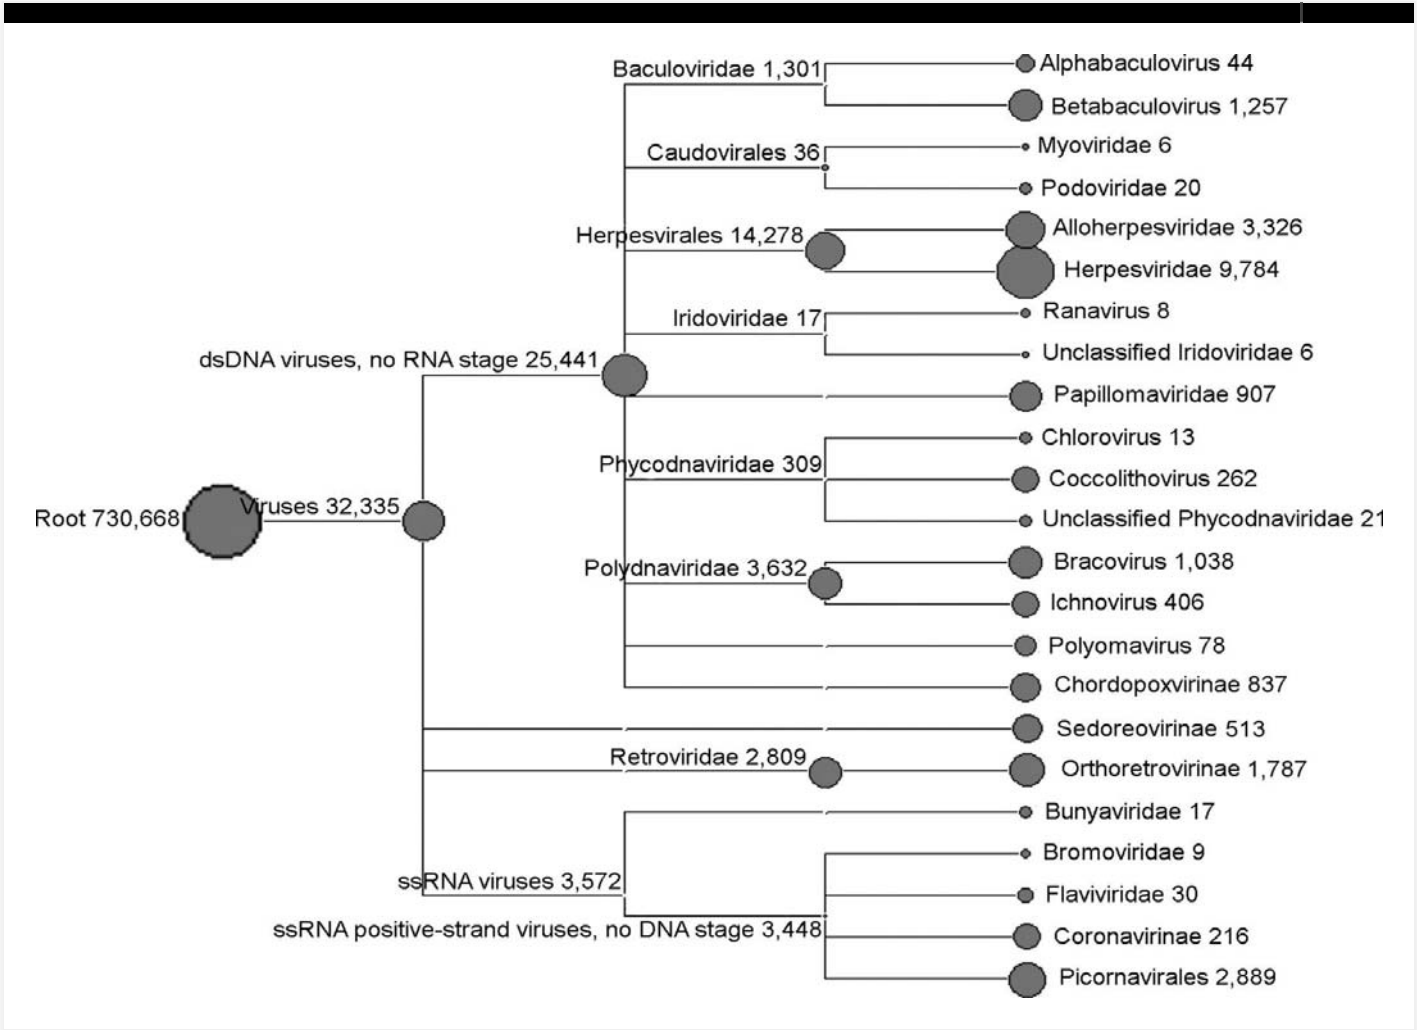 Baculoviridae 1,301
Alphabaculovirus 44
Betabaculovirus 1,257
Caudovirales 36
Myoviridae 6
Podoviridae 20
Herpesvirales 14,278
Alloherpesviridae 3,326
Herpesviridae 9,784
Iridoviridae 17
Ranavirus 8
Unclassified Iridoviridae 6
dsDNA viruses, no RNA stage 25,441
Papillomaviridae 907
Phycodnaviridae 309
Chlorovirus 13
Coccolithovirus 262
Unclassified Phycodnaviridae 21
Root 730,668
Viruses 32,335
Polydnaviridae 3,632
Bracovirus 1,038
Ichnovirus 406
Polyomavirus 78
Chordopoxvirinae 837
Sedoreovirinae 513
Retroviridae 2,809
Orthoretrovirinae 1,787
Bunyaviridae 17
ssRNA viruses 3,572
Bromoviridae 9
Flaviviridae 30
ssRNA positive-strand viruses, no DNA stage 3,448
Coronavirinae 216
Picornavirales 2,889